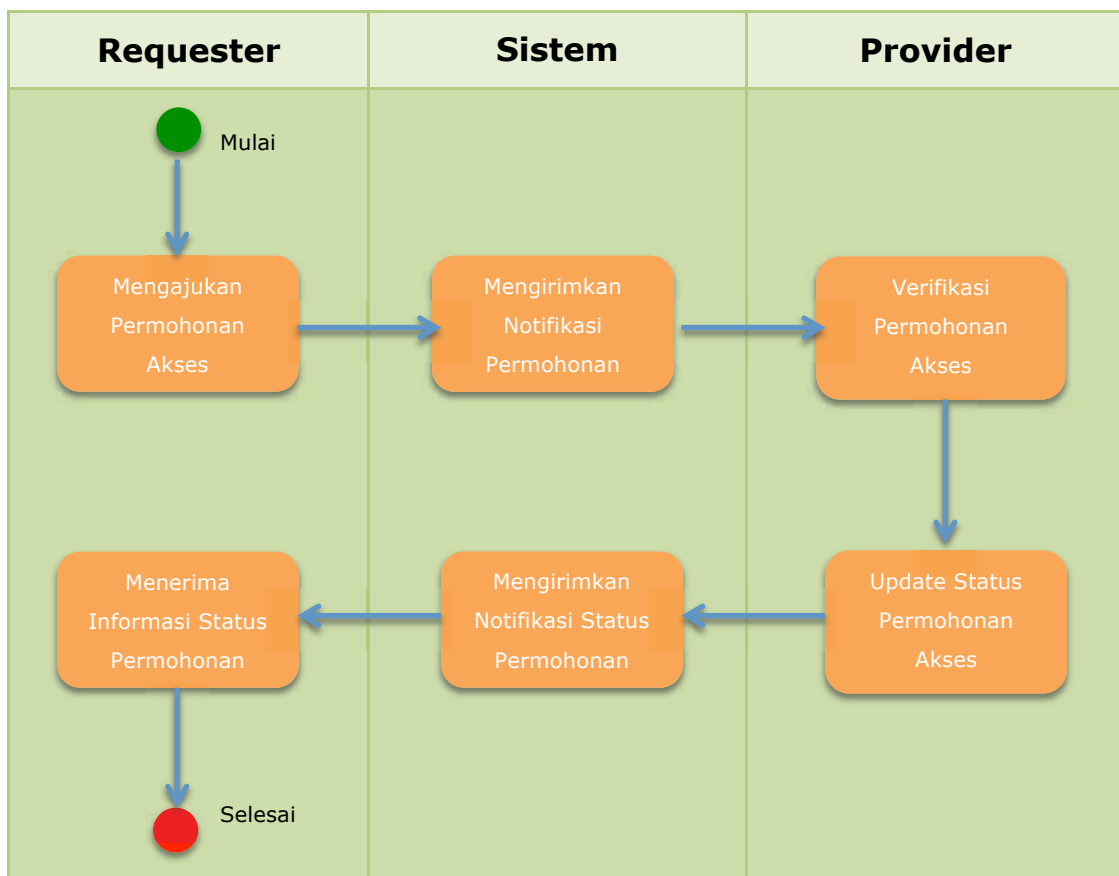 Requester
Sistem
Provider
Mulai
Mengajukan
Permohonan
Akses
Mengirimkan
Notifikasi
Permohonan
Verifikasi
Permohonan
Akses
Menerima
Informasi Status
Permohonan
Mengirimkan
Notifikasi Status
Permohonan
Update Status
Permohonan
Akses
Selesai